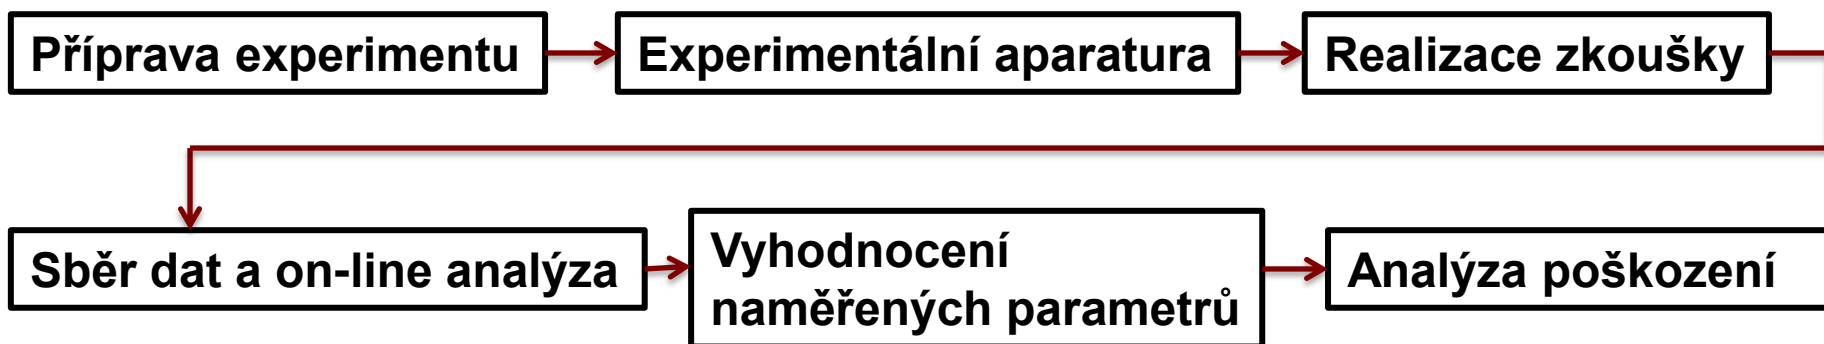 Příprava experimentu
Experimentální aparatura
Realizace zkoušky
Sběr dat a on-line analýza
Vyhodnocení
naměřených parametrů
Analýza poškození